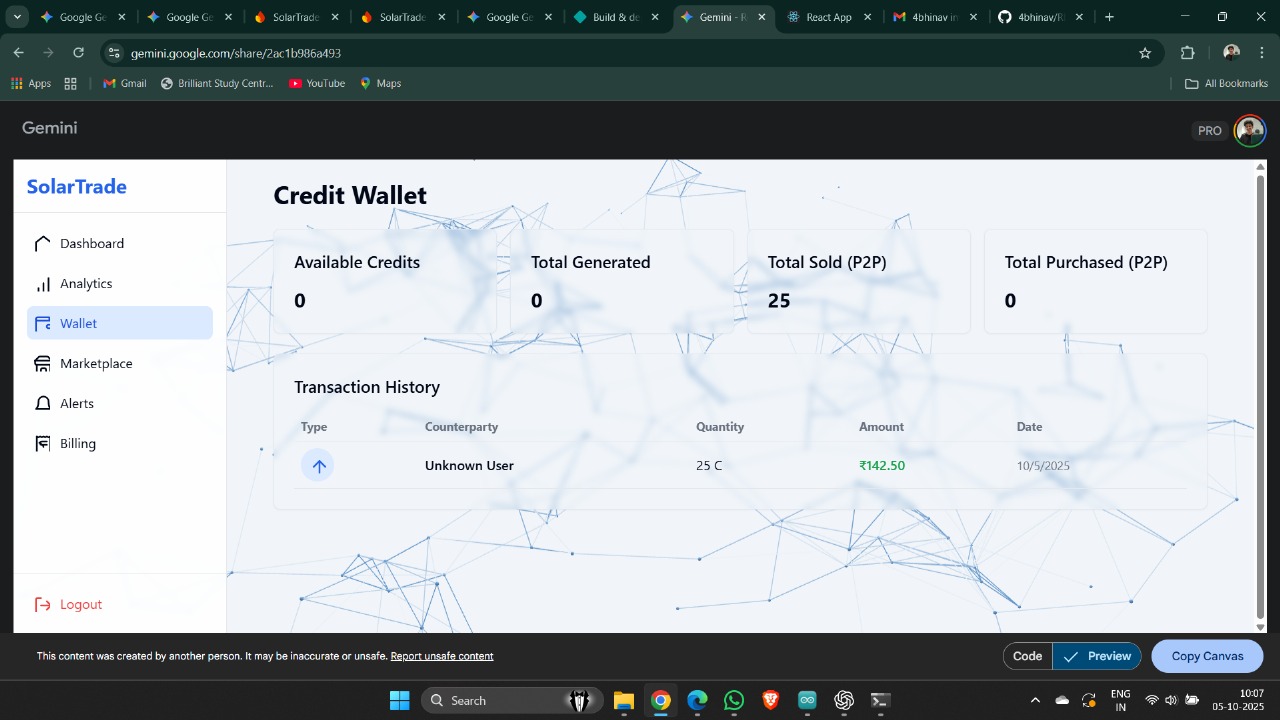 Google Ge
Google Ge
SolarTrade
SolarTrade
Google Ge
Build & de
Gemini - R
React App
4bhinav in
4bhinav/R
gemini.google.com/share/2ac1b986a493
Apps
Gmail
Brilliant Study Centr...
YouTube
Maps
All Bookmarks
Gemini
PRO
SolarTrade
Dashboard
Analytics
Wallet
Marketplace
Alerts
Billing
Logout
Credit Wallet
Available Credits
0
Total Generated
0
Total Sold (P2P)
25
Total Purchased (P2P)
0
Transaction History
Type Counterparty Quantity Amount Date
Unknown User 25 C ₹142.50 10/5/2025
This content was created by another person. It may be inaccurate or unsafe. Report unsafe content
Code
Preview
Copy Canvas
Search
ENG
IN
10:07
05-10-2025